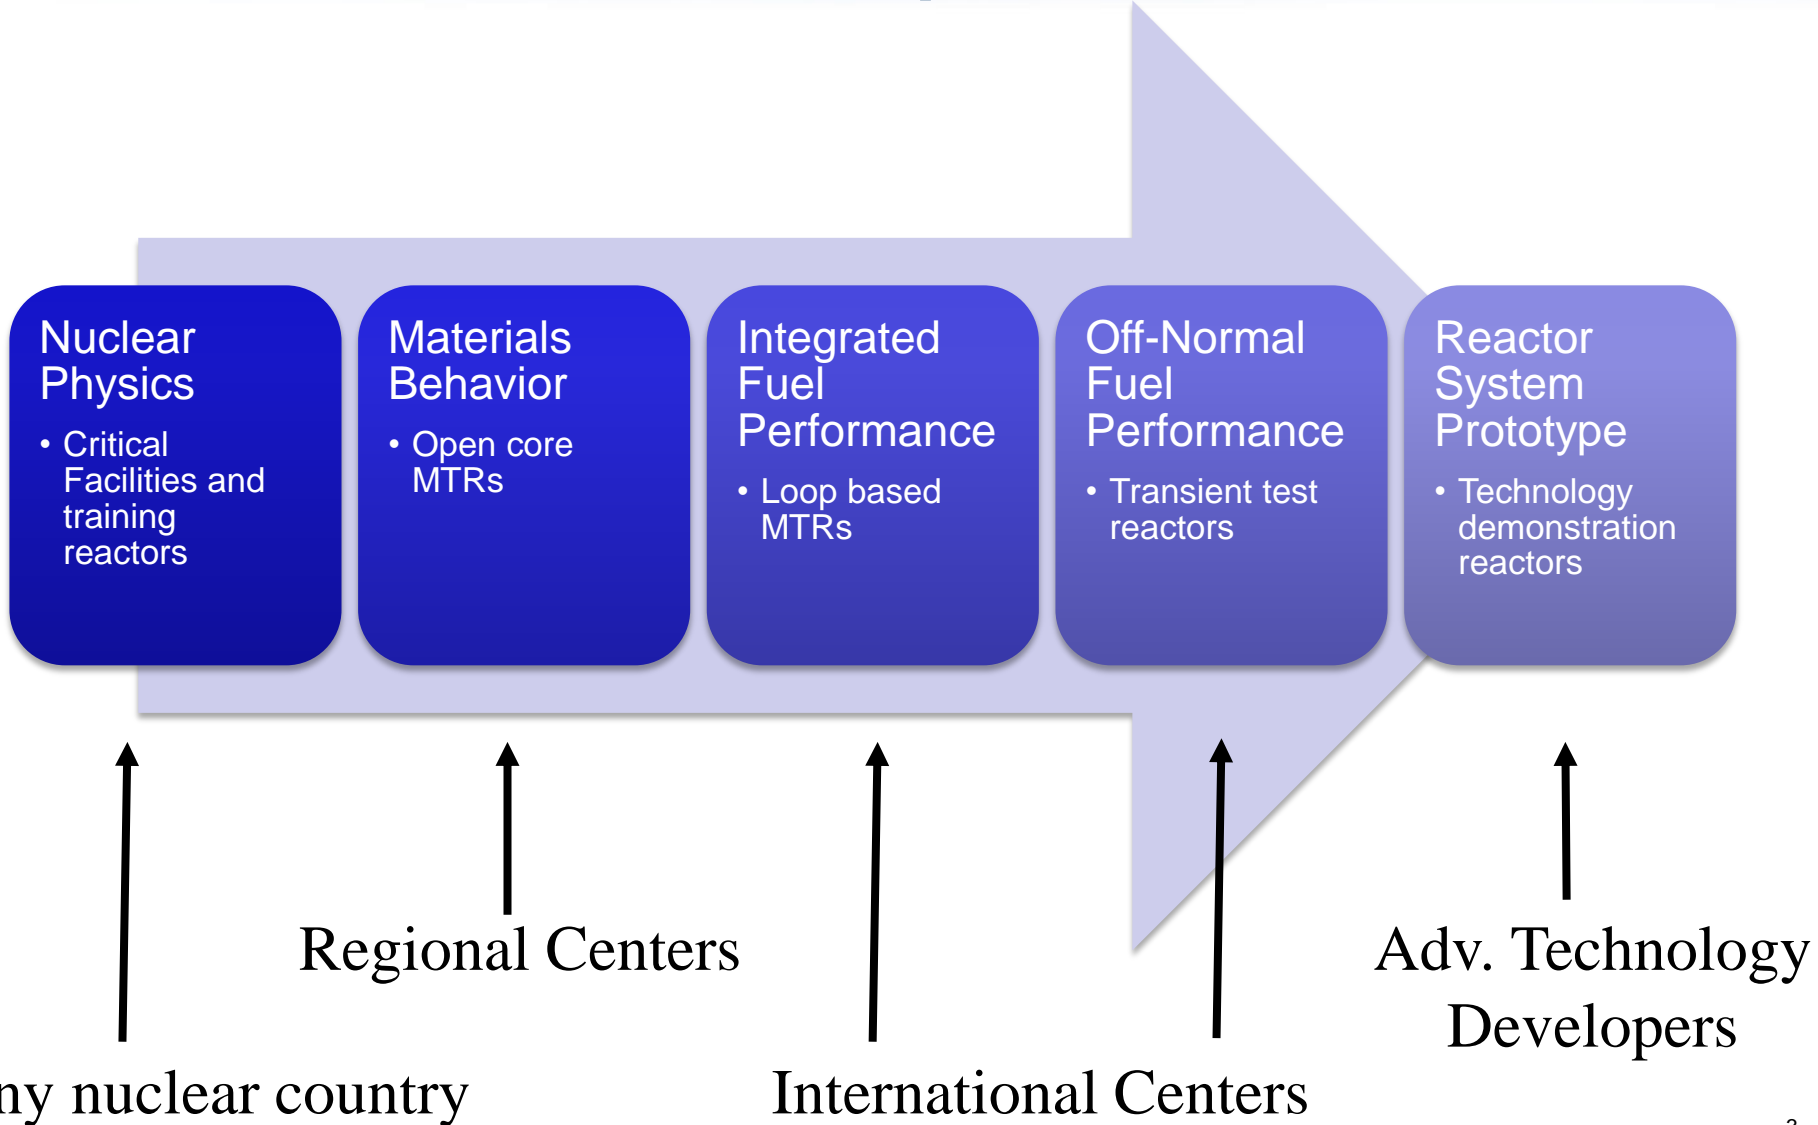 Nuclear
Physics
• Critical
Facilities and
training
reactors
Materials
Behavior
• Open core
MTRs
Integrated
Fuel
Performance
• Loop based
MTRs
Off-Normal
Fuel
Performance
• Transient test
reactors
Reactor
System
Prototype
• Technology
demonstration
reactors
Regional Centers
Adv. Technology
Developers
nuclear country
International Centers